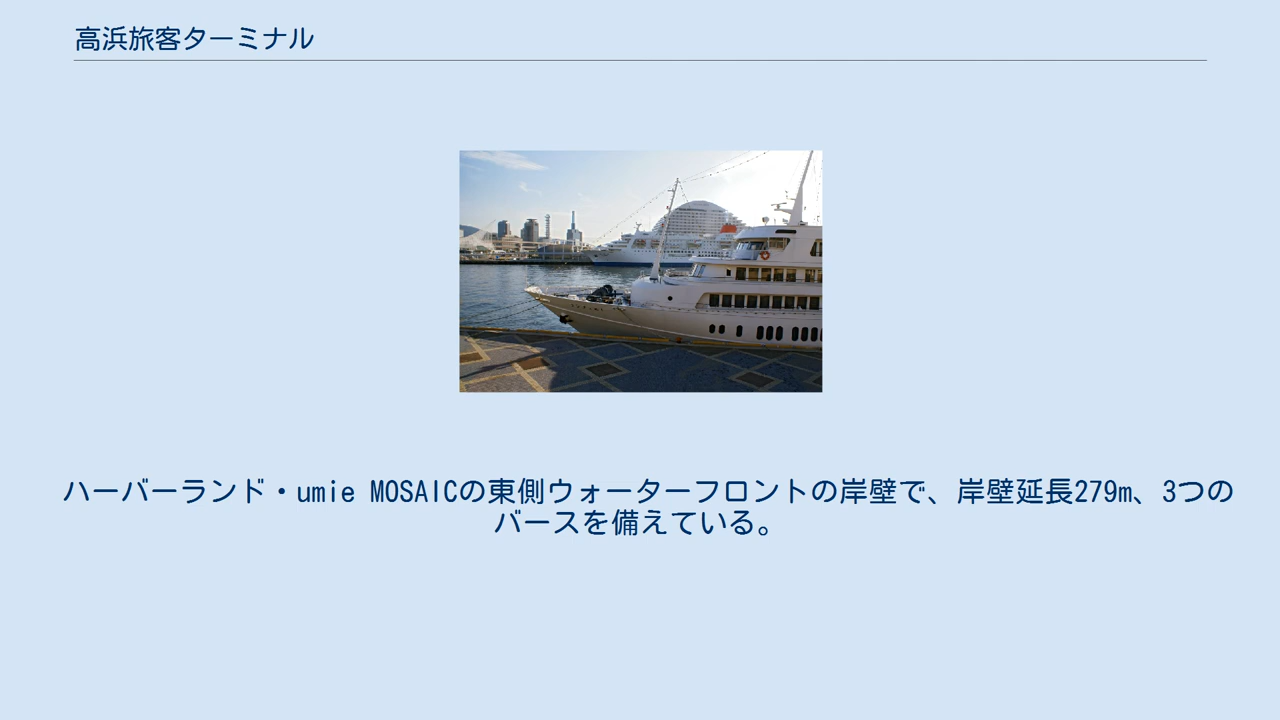 高浜旅客ターミナル
ハーバーランド・umie MOSAICの東側ウォーターフロントの岸壁で、岸壁延長279m、3つの
バースを備えている。